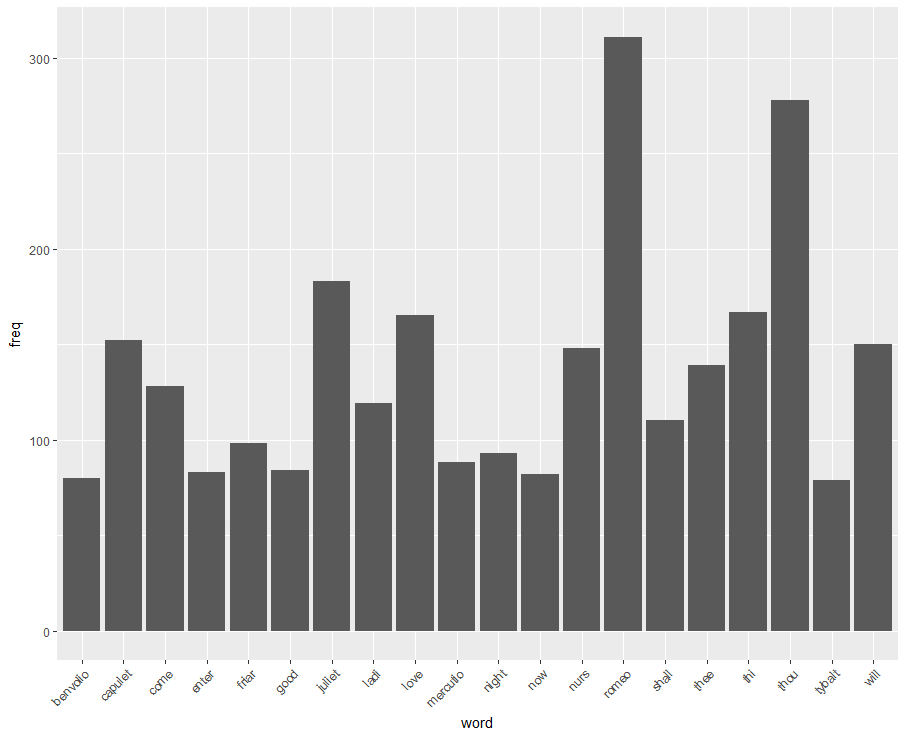 300
200
100
0
freq
benvolio
capulet
come
enter
friar
good
juliet
ladi
love
mercutio
night
now
nurs
romeo
shall
thee
thi
thou
tybalt
will
word